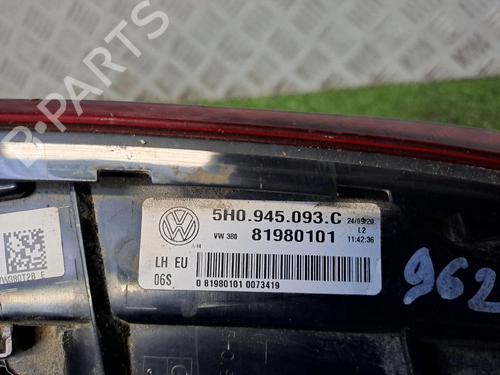 B-PARTS
5H0.945.093.C
24/09/20
VW 380
81980101
L2
11:42:36
LH EU
06S
0 81980101 0073419
962